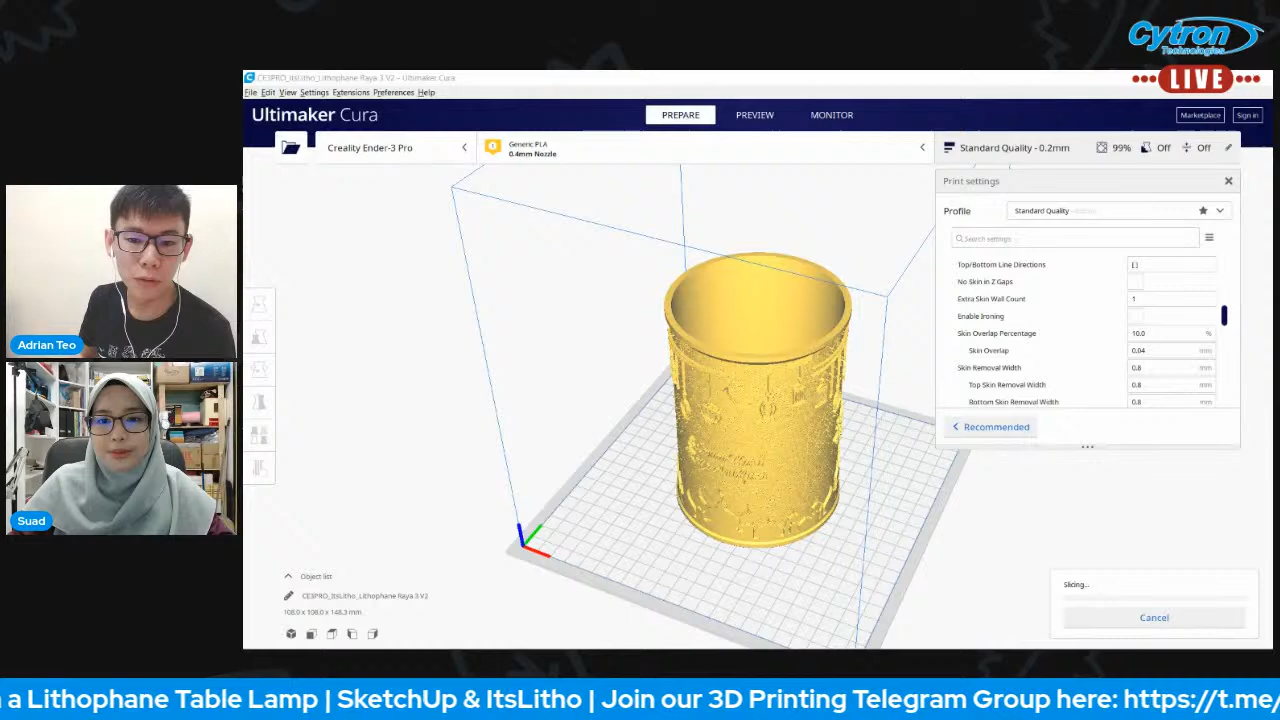 Cytron
Technologies
LIVE
CE3PRO_ItsLitho_Lithophane Raya 3 V2 - Ultimaker Cura
File Edit View Settings Extensions Preferences Help
Ultimaker Cura
PREPARE
PREVIEW
MONITOR
Marketplace
Sign in
Creality Ender-3 Pro
Generic PLA
0.4mm Nozzle
Standard Quality - 0.2mm
99%
Off
Off
Print settings
Profile
Standard Quality
Search settings
Top/Bottom Line Directions
[ ]
No Skin in Z Gaps
Extra Skin Wall Count
1
Enable Ironing
Skin Overlap Percentage
10.0 %
Skin Overlap
0.04 mm
Skin Removal Width
0.8 mm
Top Skin Removal Width
0.8 mm
Bottom Skin Removal Width
0.8 mm
Recommended
Adrian Teo
Suad
Object list
CE3PRO_ItsLitho_Lithophane Raya 3 V2
108.0 x 108.0 x 148.3 mm
Slicing...
Cancel
a Lithophane Table Lamp | SketchUp & ItsLitho | Join our 3D Printing Telegram Group here: https://t.me/